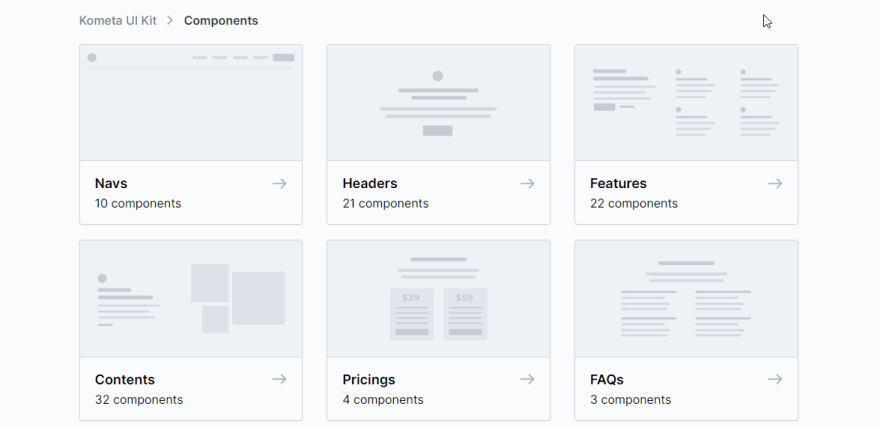 Kometa UI Kit > Components
Navs
10 components
Headers
21 components
Features
22 components
$39 $59
Contents
32 components
Pricings
4 components
FAQs
3 components